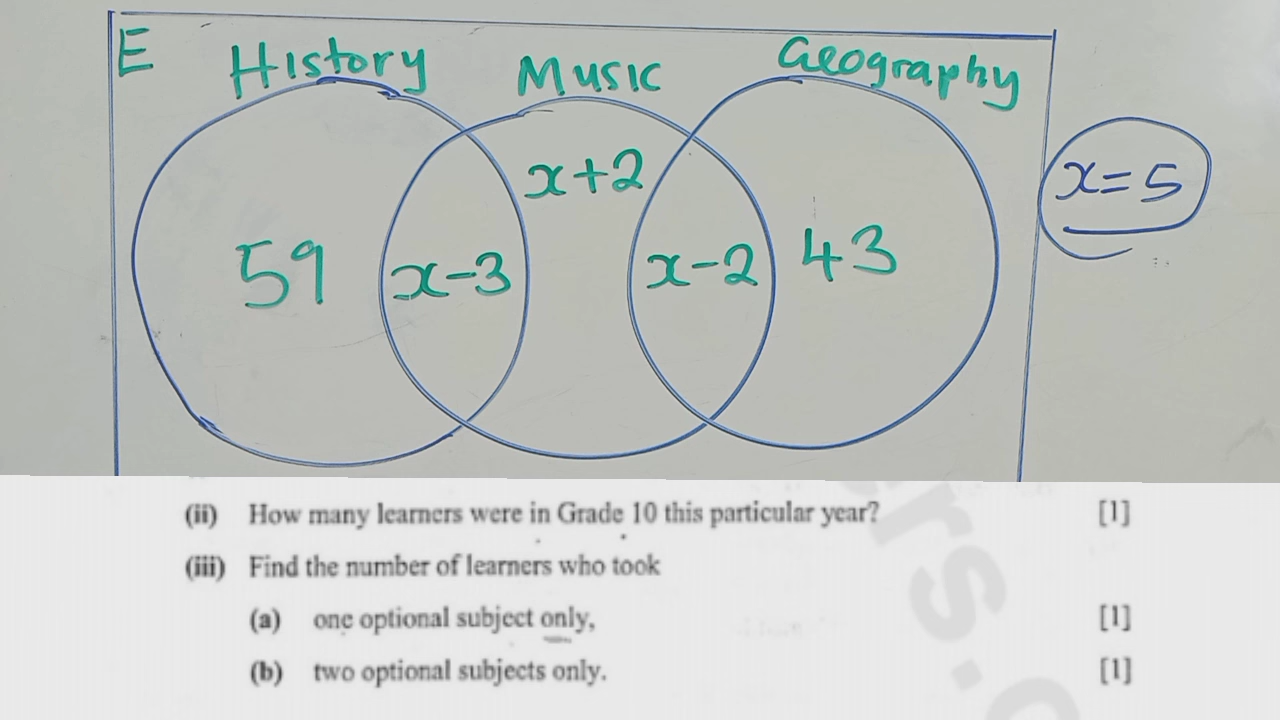 E History Music Geography
x+2
x=5
59 x-3 x-2 43
(ii) How many learners were in Grade 10 this particular year? [1]
(iii) Find the number of learners who took
(a) one optional subject only, [1]
(b) two optional subjects only. [1]